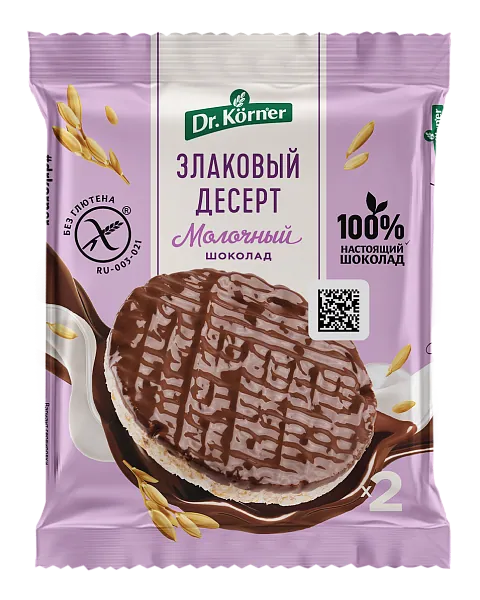 Dr. Körner
ЗЛАКОВЫЙ
ДЕСЕРТ
Молочный
ШОКОЛАД
БЕЗ ГЛЮТЕНА
®
RU-003-021
100%
НАСТОЯЩИЙ
ШОКОЛАД
x2